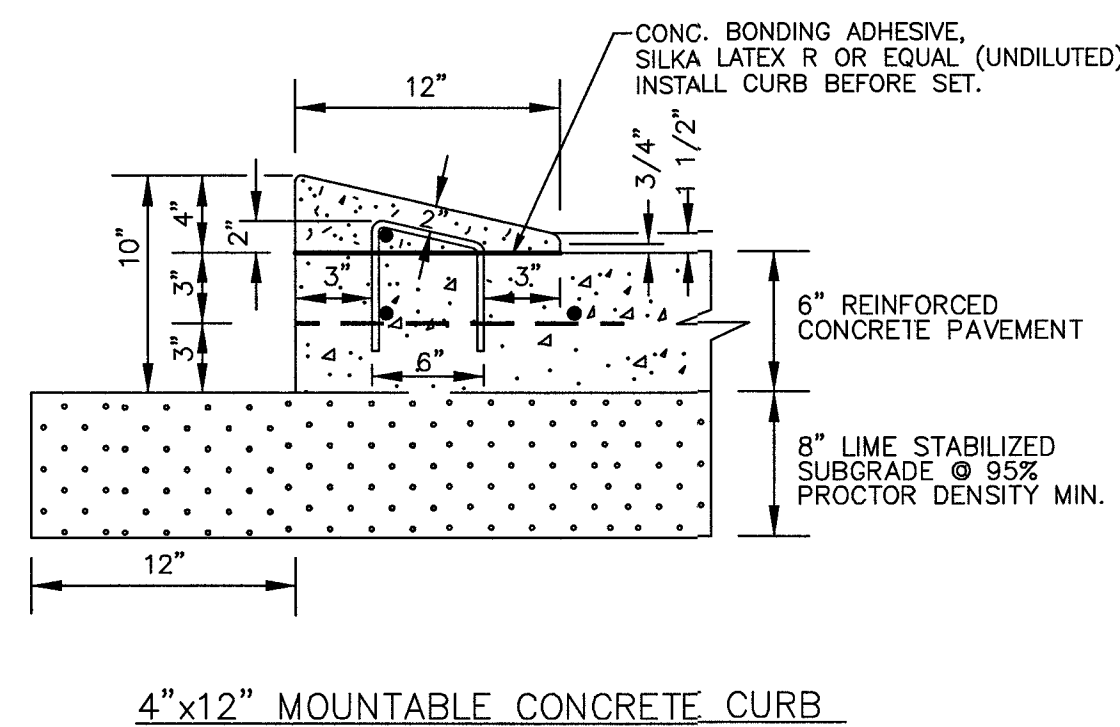 CONC. BONDING ADHESIVE,
SILKA LATEX R OR EQUAL (UNDILUTED)
INSTALL CURB BEFORE SET.
12"
3/4"
1 1/2"
10"
4"
2"
2"
3"
3"
3"
3"
6"
6" REINFORCED
CONCRETE PAVEMENT
8" LIME STABILIZED
SUBGRADE @ 95%
PROCTOR DENSITY MIN.
12"
4"x12" MOUNTABLE CONCRETE CURB